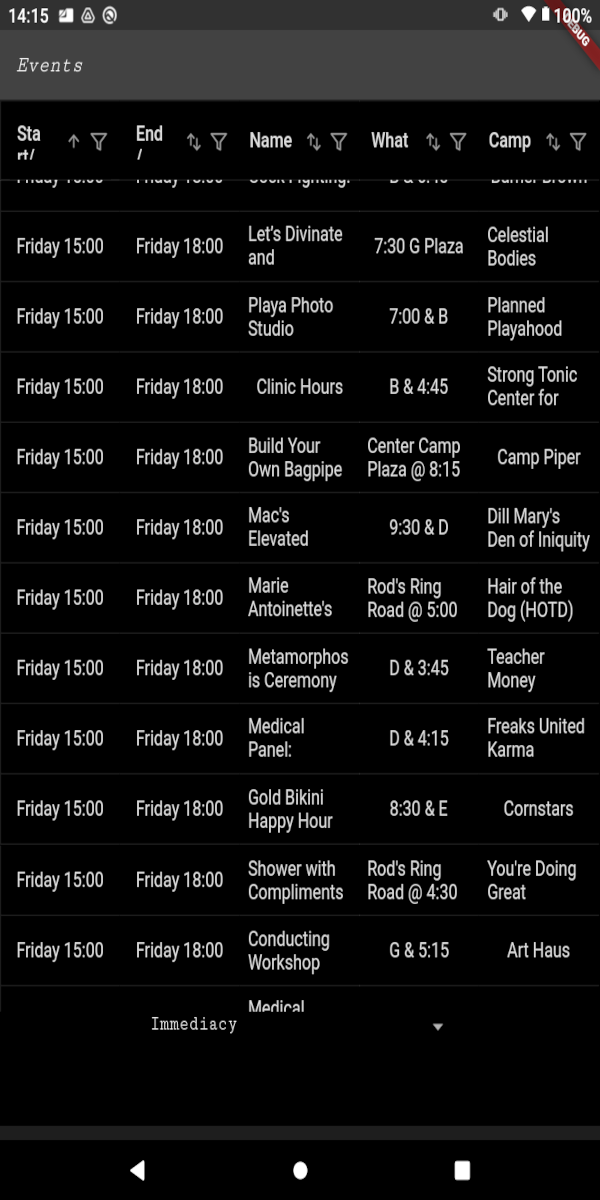 14:15
100%
BUG
Events
Sta
rt/
End
/
Name
What
Camp
Friday 15:00
Friday 18:00
Let's Divinate
and
7:30 G Plaza
Celestial
Bodies
Friday 15:00
Friday 18:00
Playa Photo
Studio
7:00 & B
Planned
Playahood
Friday 15:00
Friday 18:00
Clinic Hours
B & 4:45
Strong Tonic
Center for
Friday 15:00
Friday 18:00
Build Your
Own Bagpipe
Center Camp
Plaza @ 8:15
Camp Piper
Friday 15:00
Friday 18:00
Mac's
Elevated
9:30 & D
Dill Mary's
Den of Iniquity
Friday 15:00
Friday 18:00
Marie
Antoinette's
Rod's Ring
Road @ 5:00
Hair of the
Dog (HOTD)
Friday 15:00
Friday 18:00
Metamorphos
is Ceremony
D & 3:45
Teacher
Money
Friday 15:00
Friday 18:00
Medical
Panel:
D & 4:15
Freaks United
Karma
Friday 15:00
Friday 18:00
Gold Bikini
Happy Hour
8:30 & E
Cornstars
Friday 15:00
Friday 18:00
Shower with
Compliments
Rod's Ring
Road @ 4:30
You're Doing
Great
Friday 15:00
Friday 18:00
Conducting
Workshop
G & 5:15
Art Haus
Medical
Immediacy